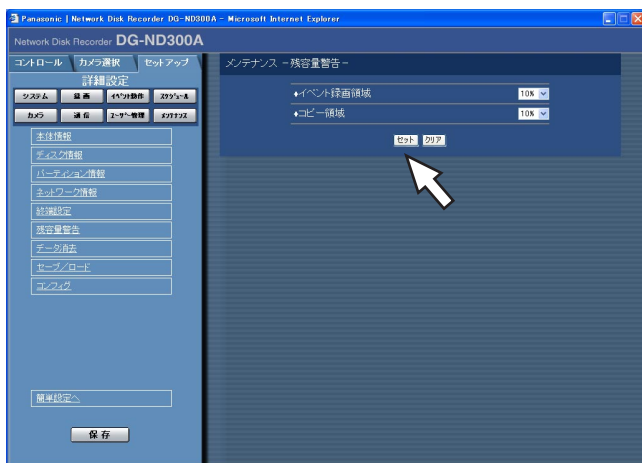 Panasonic | Network Disk Recorder DG-ND300A - Microsoft Internet Explorer
Network Disk Recorder DG-ND300A
コントロール カメラ選択 セットアップ
詳細設定
システム 録画 イベント動作 スケジュール
カメラ 通信 ユーザー管理 メンテナンス
本体情報
ディスク情報
パーティション情報
ネットワーク情報
終端設定
残容量警告
データ消去
セーブ/ロード
コンフィグ
簡単設定へ
保存
メンテナンス -残容量警告-
♦イベント録画領域 10%
♦コピー領域 10%
セット クリア